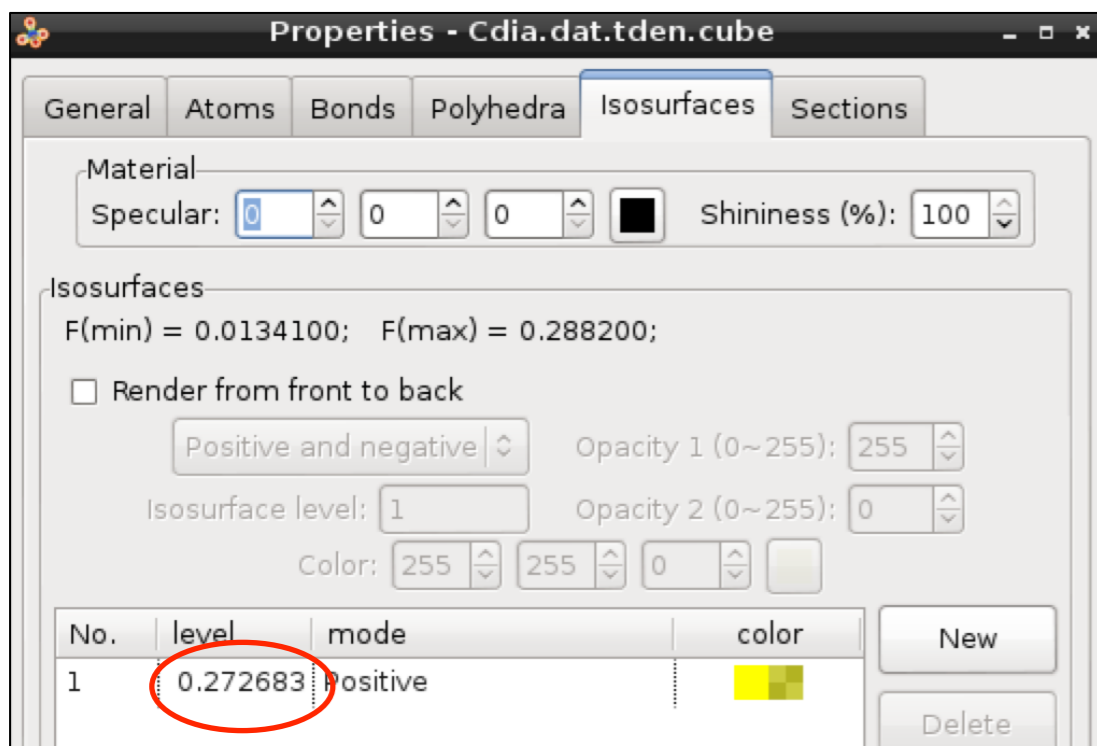 Properties - Cdia.dat.tden.cube
General Atoms Bonds Polyhedra Isosurfaces Sections
Material
Specular: 0 0 0 Shininess (%): 100
Isosurfaces
F(min) = 0.0134100; F(max) = 0.288200;
Render from front to back
Positive and negative Opacity 1 (0~255): 255
Isosurface level: 1 Opacity 2 (0~255): 0
Color: 255 255 0
No. level mode color New
1 0.272683 Positive
Delete